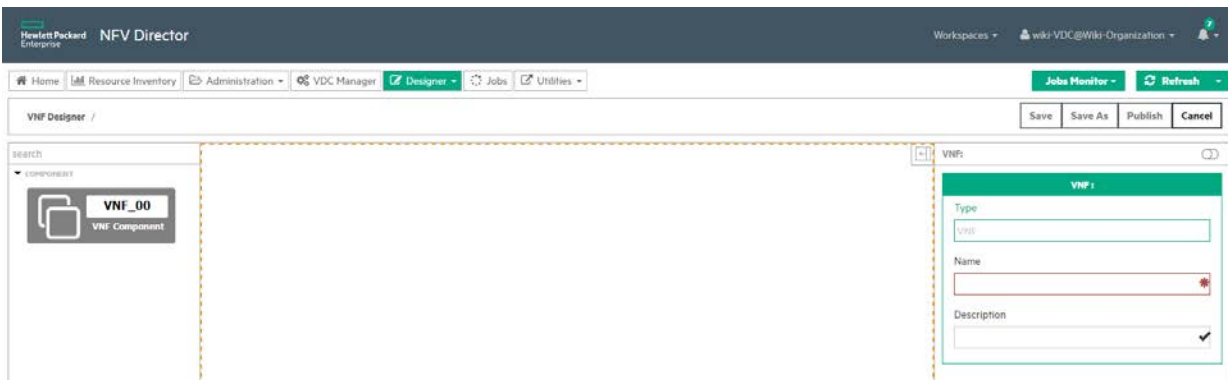 Hewlett Packard
Enterprise
NFV Director
Workspaces
wiki-VDC@Wiki-Organization
7
Home Resource Inventory Administration VDC Manager Designer Jobs Utilities
Jobs Monitor Refresh
VNF Designer /
Save Save As Publish Cancel
search
VNF:
COMPONENT
VNF :
VNF_00
VNF Component
Type
VNF
Name
Description